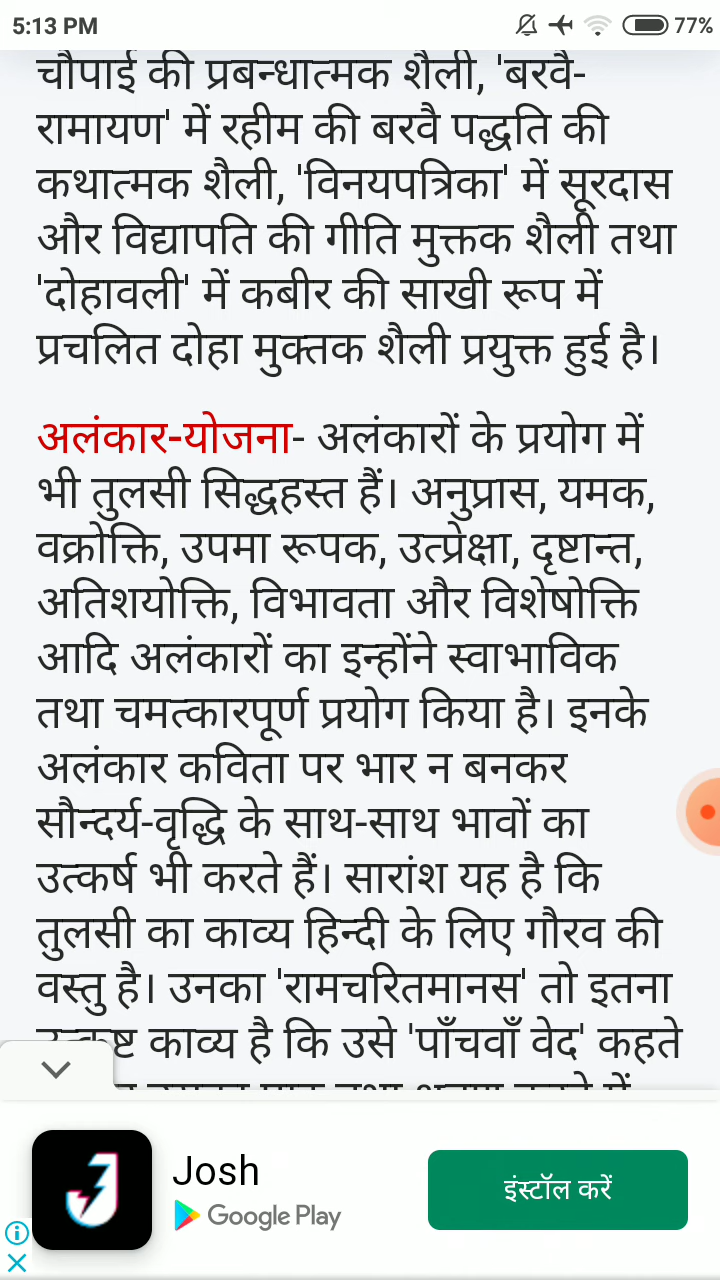 5:13 PM
77%
चौपाई की प्रबन्धात्मक शैली, 'बरवै-
रामायण' में रहीम की बरवै पद्धति की
कथात्मक शैली, 'विनयपत्रिका' में सूरदास
और विद्यापति की गीति मुक्तक शैली तथा
'दोहावली' में कबीर की साखी रूप में
प्रचलित दोहा मुक्तक शैली प्रयुक्त हुई है।
अलंकार-योजना- अलंकारों के प्रयोग में
भी तुलसी सिद्धहस्त हैं। अनुप्रास, यमक,
वक्रोक्ति, उपमा रूपक, उत्प्रेक्षा, दृष्टान्त,
अतिशयोक्ति, विभावता और विशेषोक्ति
आदि अलंकारों का इन्होंने स्वाभाविक
तथा चमत्कारपूर्ण प्रयोग किया है। इनके
अलंकार कविता पर भार न बनकर
सौन्दर्य-वृद्धि के साथ-साथ भावों का
उत्कर्ष भी करते हैं। सारांश यह है कि
तुलसी का काव्य हिन्दी के लिए गौरव की
वस्तु है। उनका 'रामचरितमानस' तो इतना
काव्य है कि उसे 'पाँचवाँ वेद' कहते
Josh
Google Play
इंस्टॉल करें